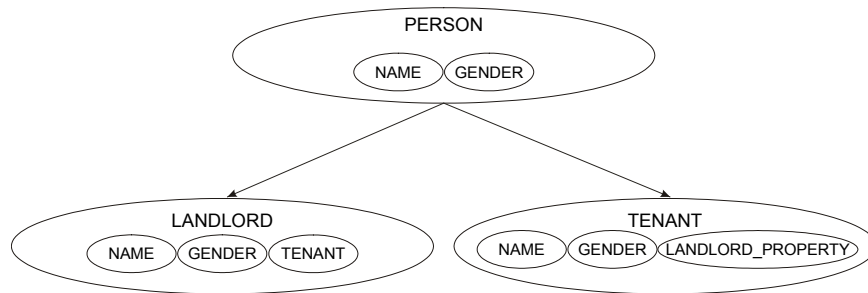 PERSON
NAME GENDER
LANDLORD
NAME GENDER TENANT
TENANT
NAME GENDER LANDLORD_PROPERTY